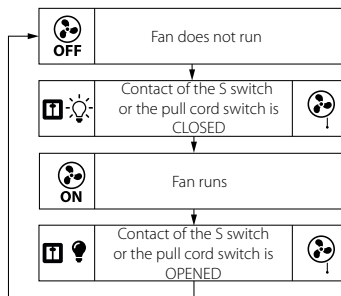 OFF
Fan does not run
Contact of the S switch
or the pull cord switch is
CLOSED
ON
Fan runs
Contact of the S switch
or the pull cord switch is
OPENED